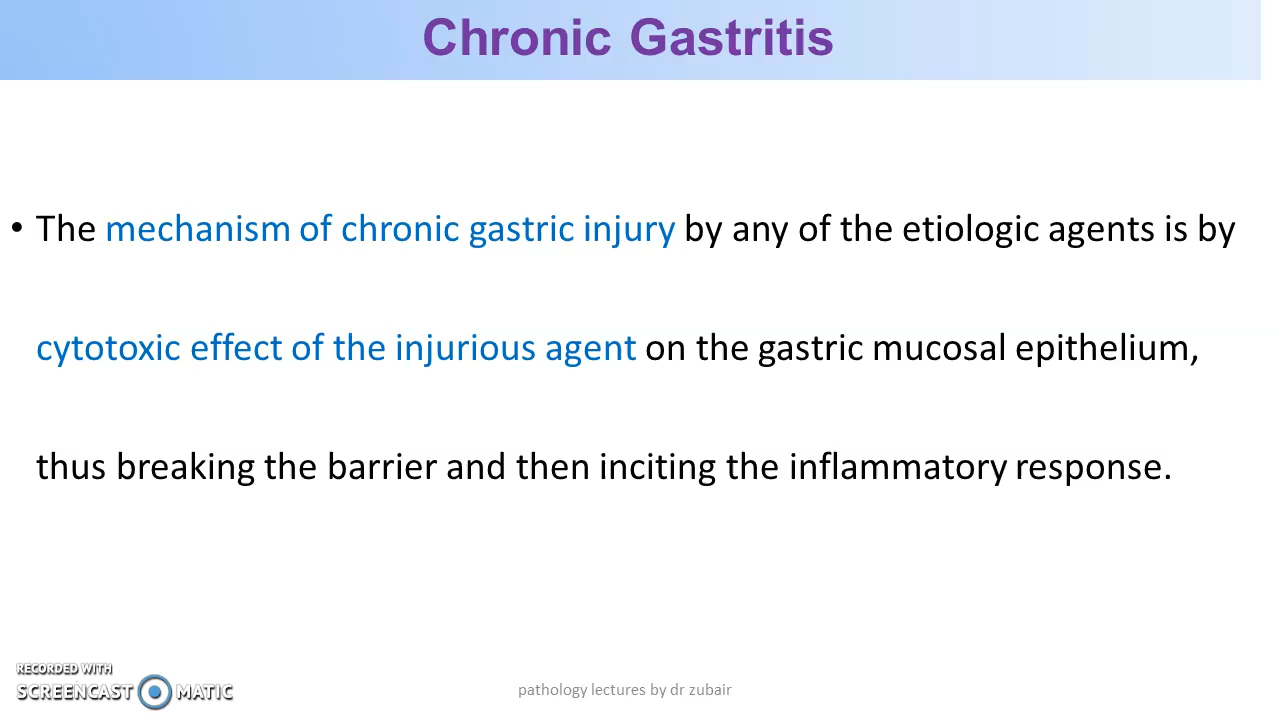 Chronic Gastritis
• The mechanism of chronic gastric injury by any of the etiologic agents is by
cytotoxic effect of the injurious agent on the gastric mucosal epithelium,
thus breaking the barrier and then inciting the inflammatory response.
RECORDED WITH
SCREENCAST MATIC
pathology lectures by dr zubair